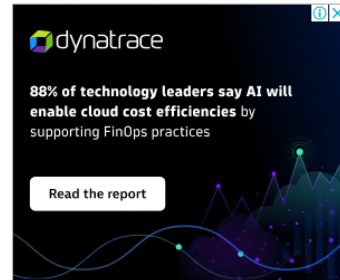 dynatrace
88% of technology leaders say AI will
enable cloud cost efficiencies by
supporting FinOps practices
Read the report